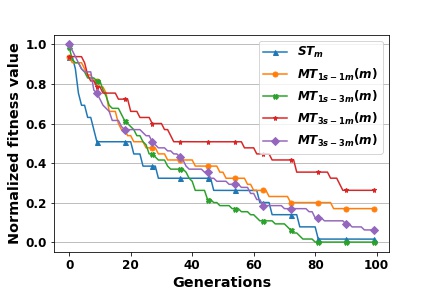 Normalized fitness value
1.0
0.8
0.6
0.4
0.2
0.0
ST_m
MT_{1s-1m}(m)
MT_{1s-3m}(m)
MT_{3s-1m}(m)
MT_{3s-3m}(m)
0 20 40 60 80 100
Generations